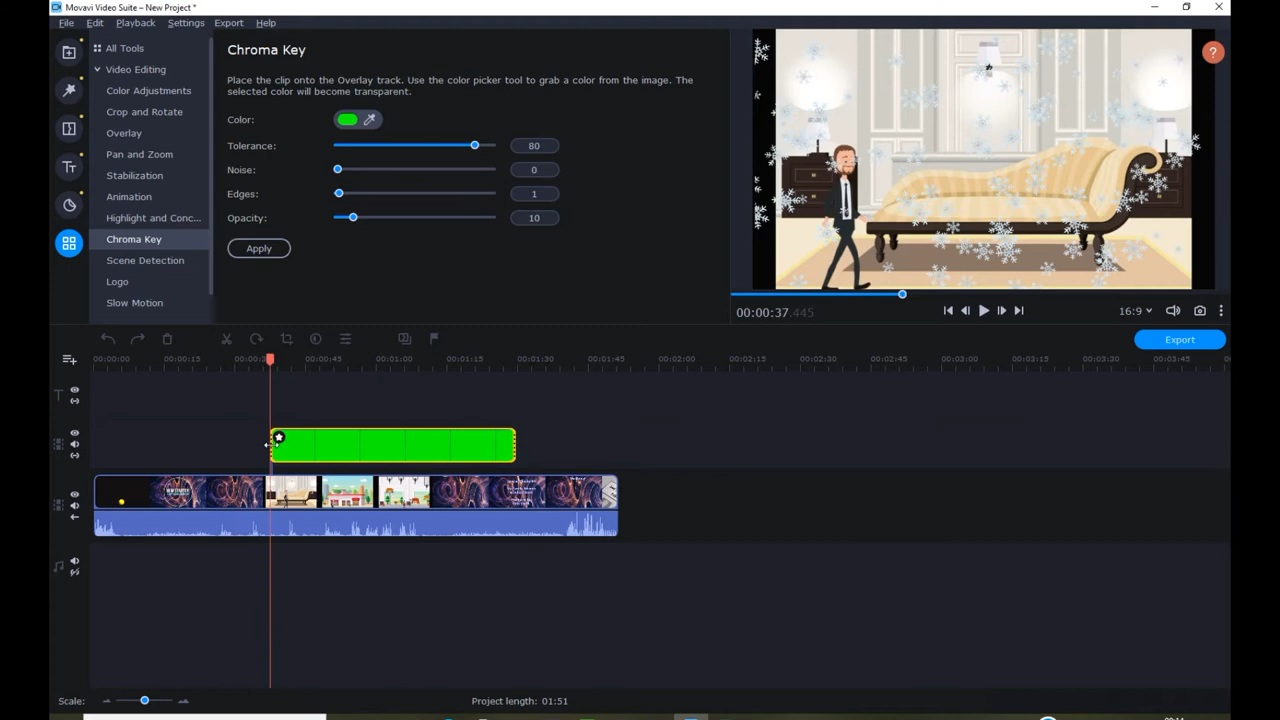 Movavi Video Suite – New Project *
File Edit Playback Settings Export Help
All Tools
Video Editing
Color Adjustments
Crop and Rotate
Overlay
Pan and Zoom
Stabilization
Animation
Highlight and Conc...
Chroma Key
Scene Detection
Logo
Slow Motion
Chroma Key
Place the clip onto the Overlay track. Use the color picker tool to grab a color from the image. The
selected color will become transparent.
Color:
Tolerance: 80
Noise: 0
Edges: 1
Opacity: 10
Apply
?
00:00:37.445
16:9
Export
00:00:00 00:00:15 00:00:3 00:00:45 00:01:00 00:01:15 00:01:30 00:01:45 00:02:00 00:02:15 00:02:30 00:02:45 00:03:00 00:03:15 00:03:30 00:03:45
Scale:
Project length: 01:51